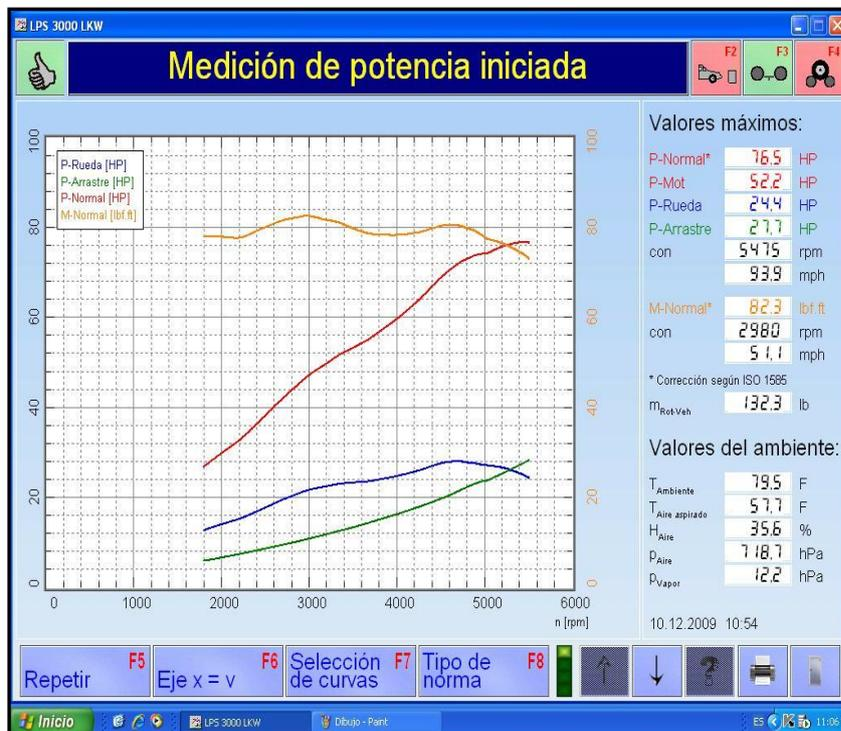 LPS 3000 LKW
Medición de potencia iniciada
F2
F3
F4
P-Rueda [HP]
P-Arrastre [HP]
P-Normal [HP]
M-Normal [lbf.ft]
100
80
60
40
20
0
100
80
60
40
20
0
0 1000 2000 3000 4000 5000 6000
n [rpm]
Valores máximos:
P-Normal* 76.5 HP
P-Mot 52.2 HP
P-Rueda 24.4 HP
P-Arrastre 27.7 HP
con 5475 rpm
93.9 mph
M-Normal* 82.3 lbf.ft
con 2980 rpm
51.1 mph
* Corrección según ISO 1585
mRot-Veh 132.3 lb
Valores del ambiente:
TAmbiente 79.5 F
TAire aspirado 57.7 F
HAire 35.6 %
pAire 718.7 hPa
pVapor 12.2 hPa
10.12.2009 10:54
Repetir F5
Eje x = v F6
Selección de curvas F7
Tipo de norma F8
Inicio
LPS 3000 LKW
Dibujo - Paint
ES
11:06